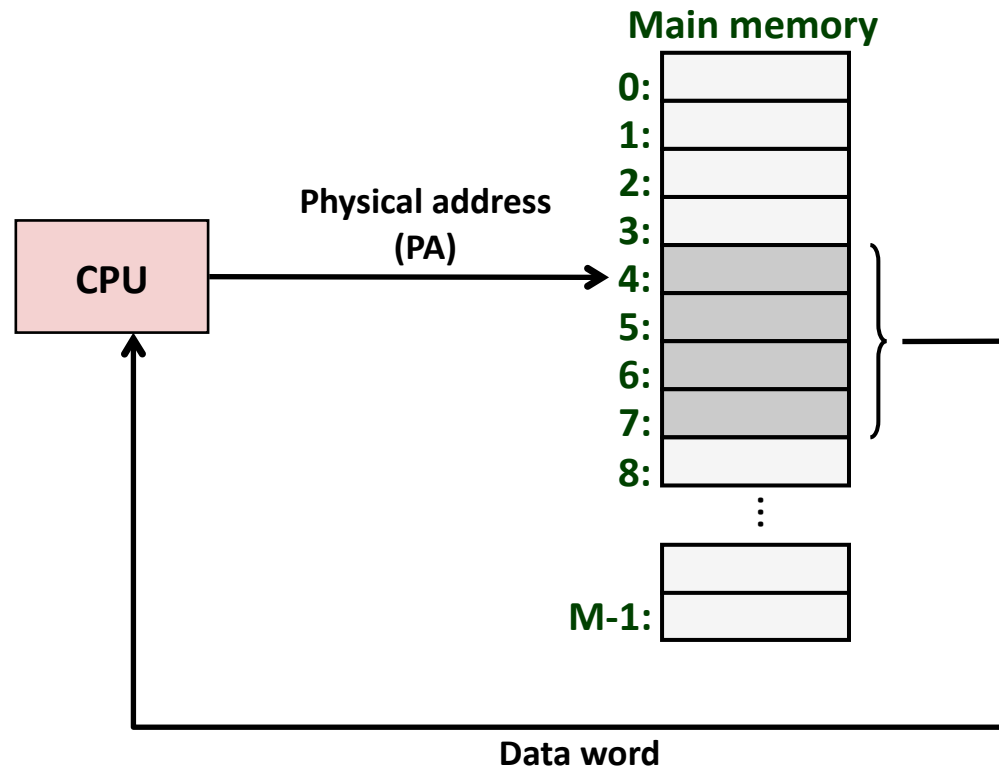 Main memory
0:
1:
2:
Physical address
(PA)
3:
CPU
4:
5:
6:
7:
8:
...
M-1:
Data word